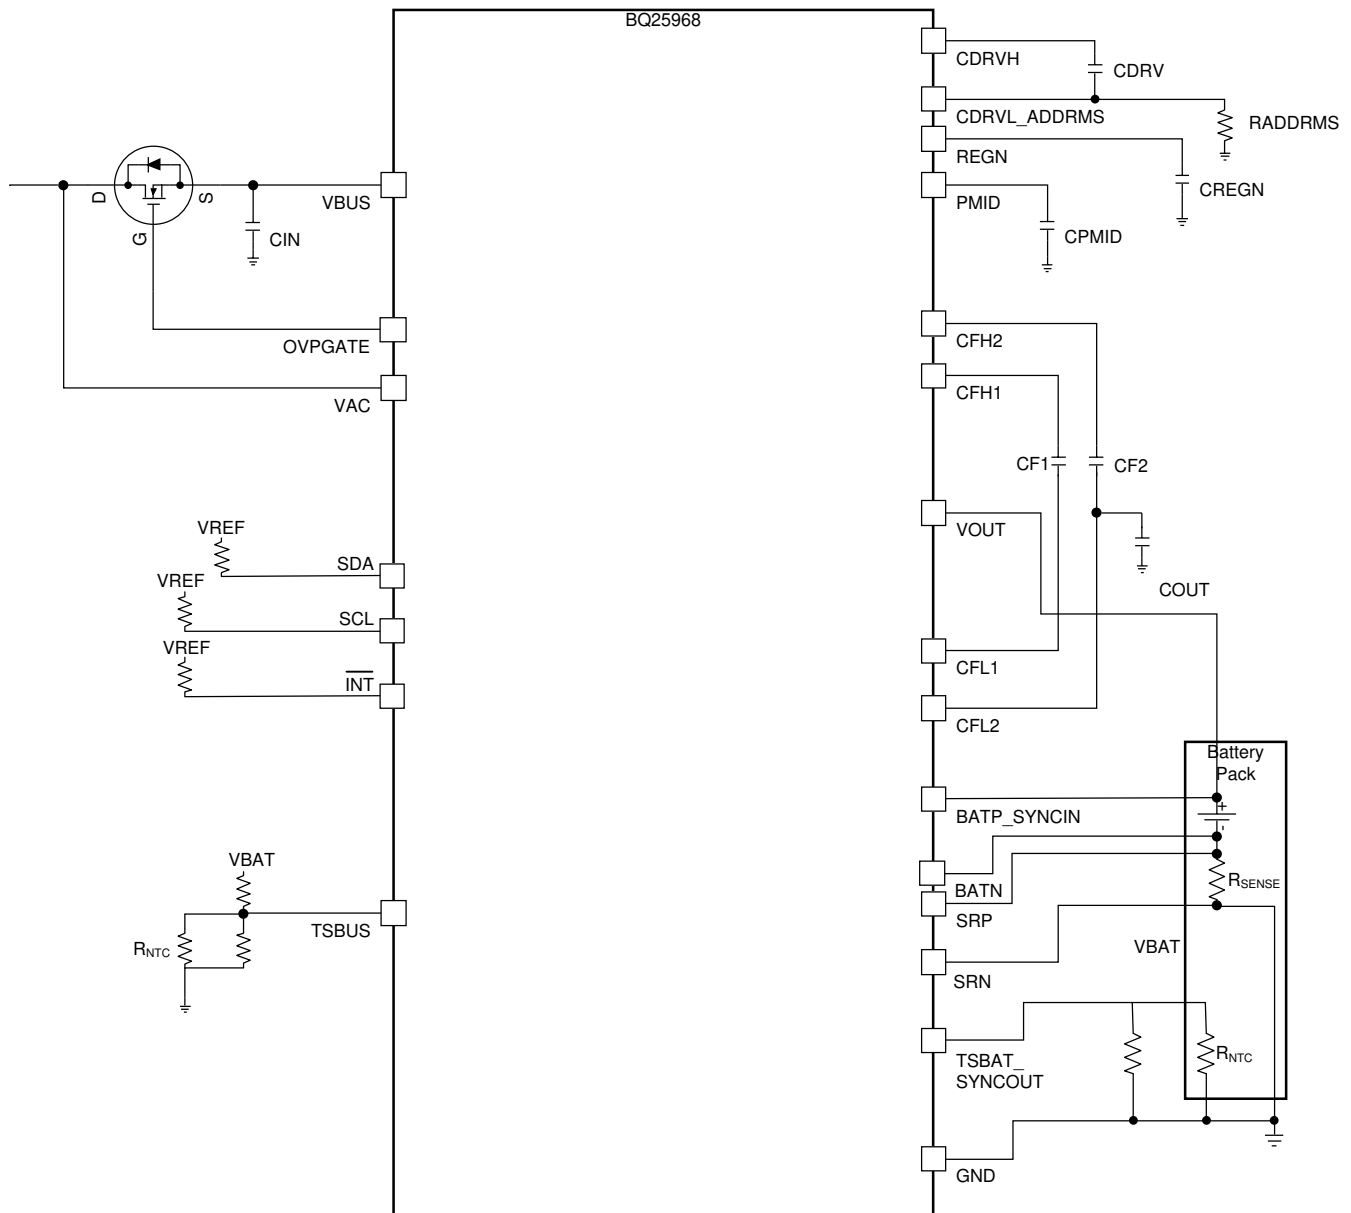 BQ25968
CDRVH
CDRV
CDRVL_ADDRMS
RADDRMS
REGN
CREGN
D
S
G
VBUS
PMID
CIN
CPMID
OVPGATE
CFH2
VAC
CFH1
CF1
CF2
VREF
VOUT
SDA
VREF
COUT
SCL
VREF
CFL1
INT
CFL2
Battery
Pack
+
-
BATP_SYNCIN
VBAT
BATN
RSENSE
SRP
TSBUS
RNTC
VBAT
SRN
TSBAT_
SYNCOUT
RNTC
GND